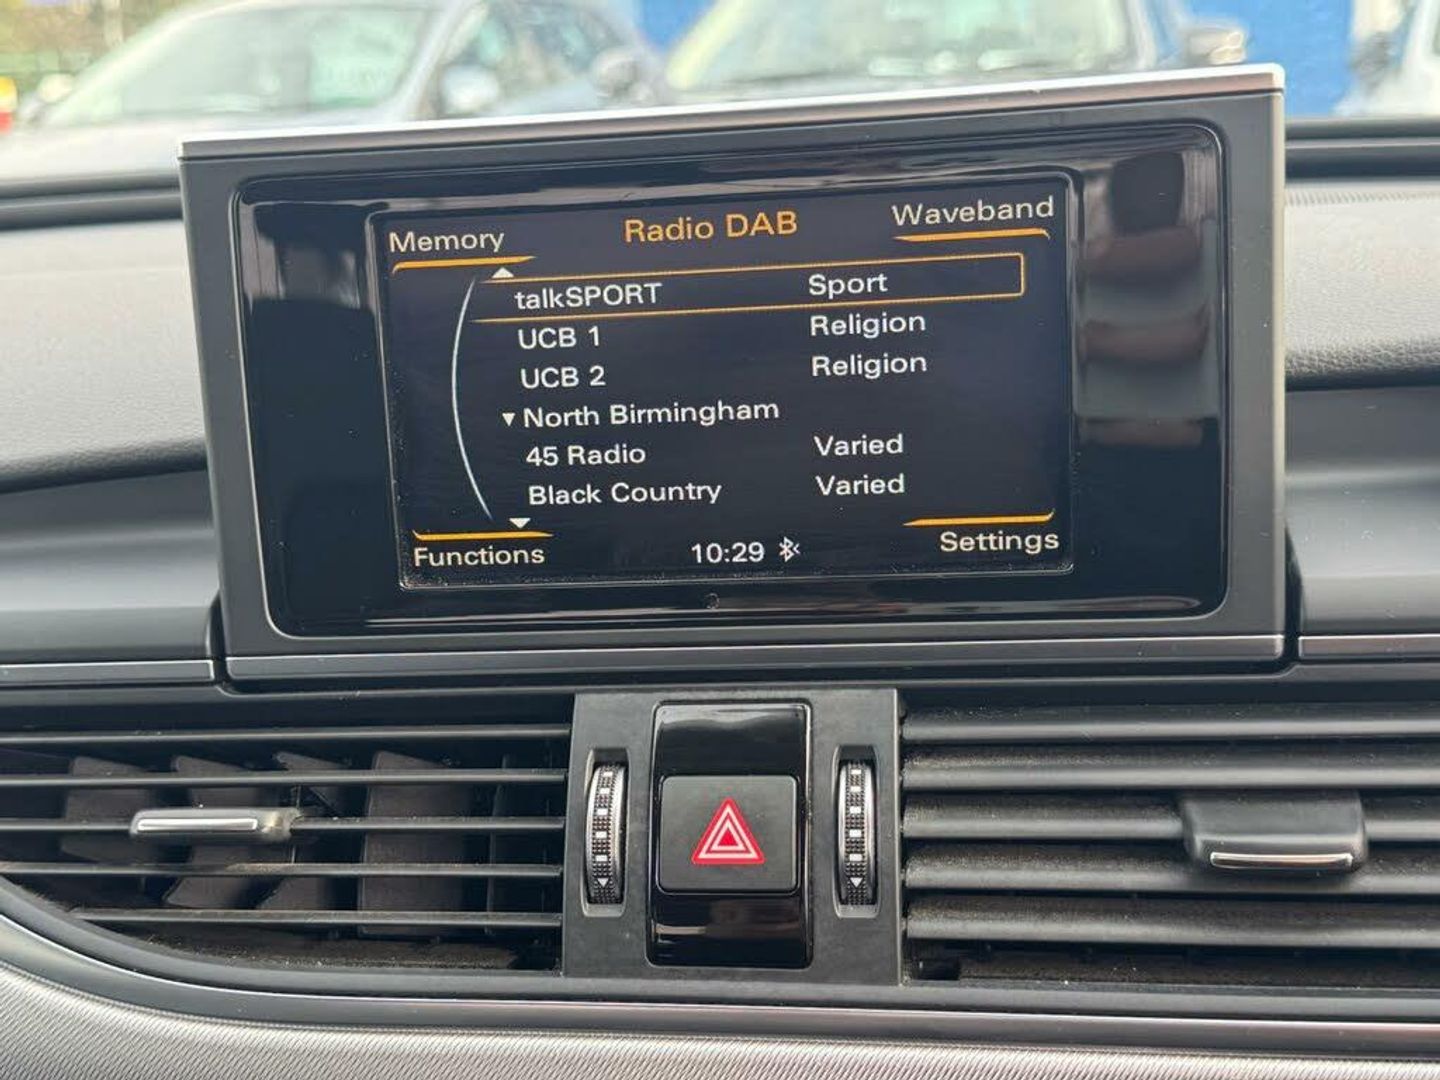 Memory Radio DAB Waveband
talkSPORT Sport
UCB 1 Religion
UCB 2 Religion
North Birmingham
45 Radio Varied
Black Country Varied
Functions 10:29 Settings